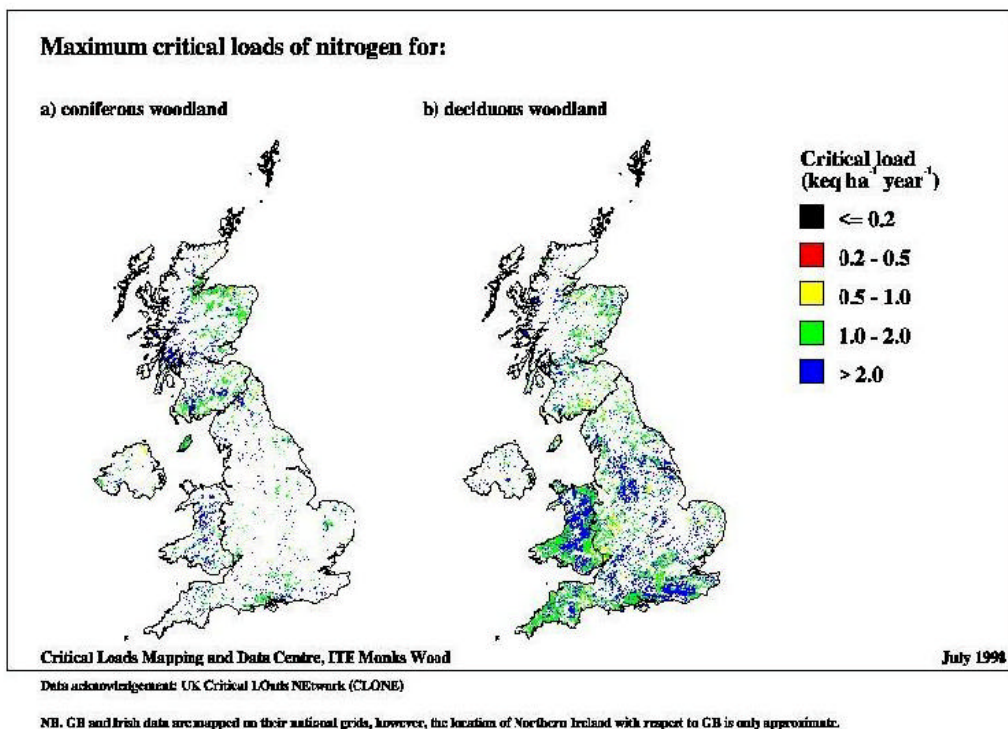 Maximum critical loads of nitrogen for:
a) coniferous woodland
b) deciduous woodland
Critical load
(keq ha⁻¹ year⁻¹)
<= 0.2
0.2 - 0.5
0.5 - 1.0
1.0 - 2.0
> 2.0
Critical Loads Mapping and Data Centre, ITE Monks Wood
July 1998
Data acknowledgement: UK Critical LOads NEtwork (CLONE)
NB. GB and Irish data are mapped on their national grids, however, the location of Northern Ireland with respect to GB is only approximate.